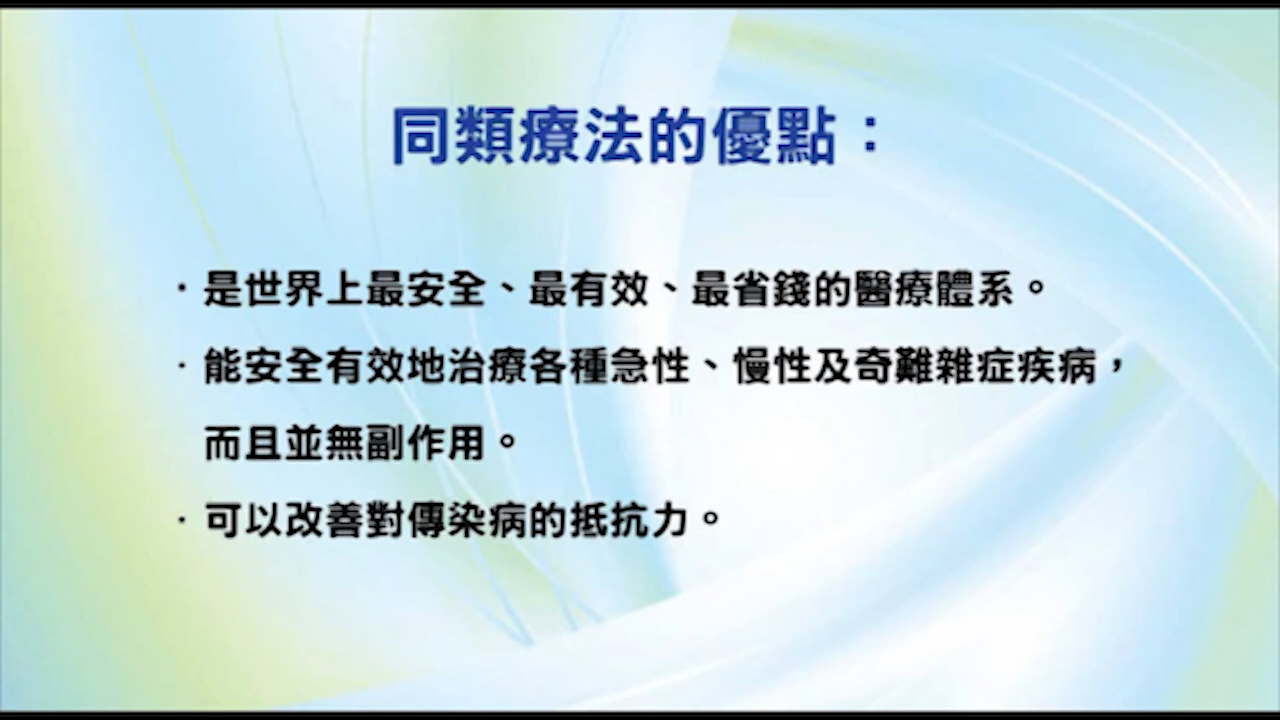 同類療法的優點：
·是世界上最安全、最有效、最省錢的醫療體系。
·能安全有效地治療各種急性、慢性及奇難雜症疾病，
而且並無副作用。
·可以改善對傳染病的抵抗力。